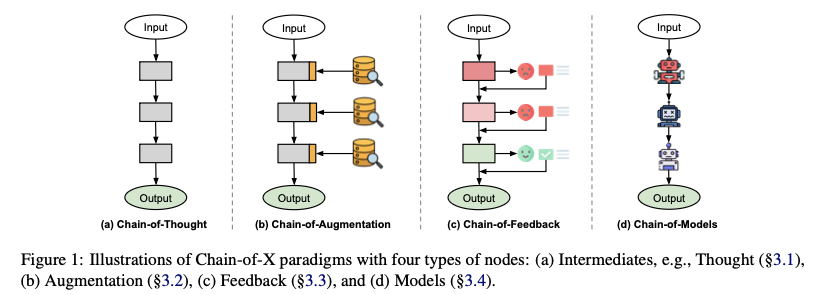 Input
Input
Input
Input
Output
Output
Output
Output
(a) Chain-of-Thought
(b) Chain-of-Augmentation
(c) Chain-of-Feedback
(d) Chain-of-Models
Figure 1: Illustrations of Chain-of-X paradigms with four types of nodes: (a) Intermediates, e.g., Thought (§3.1),
(b) Augmentation (§3.2), (c) Feedback (§3.3), and (d) Models (§3.4).